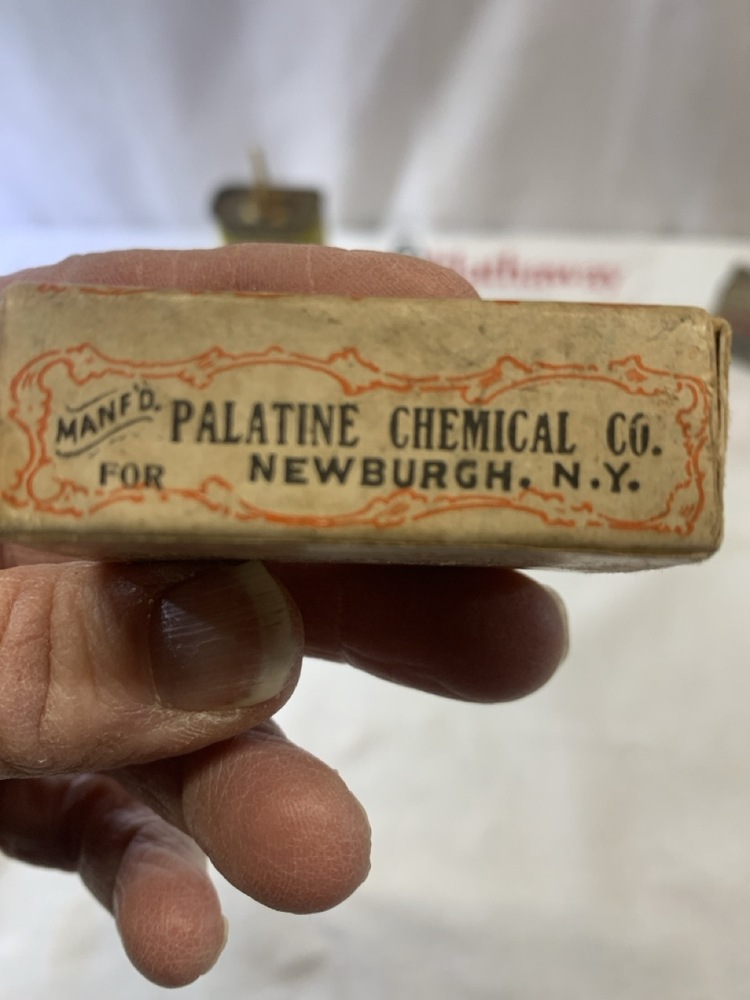 MANF'D. PALATINE CHEMICAL CO.
FOR NEWBURGH. N.Y.